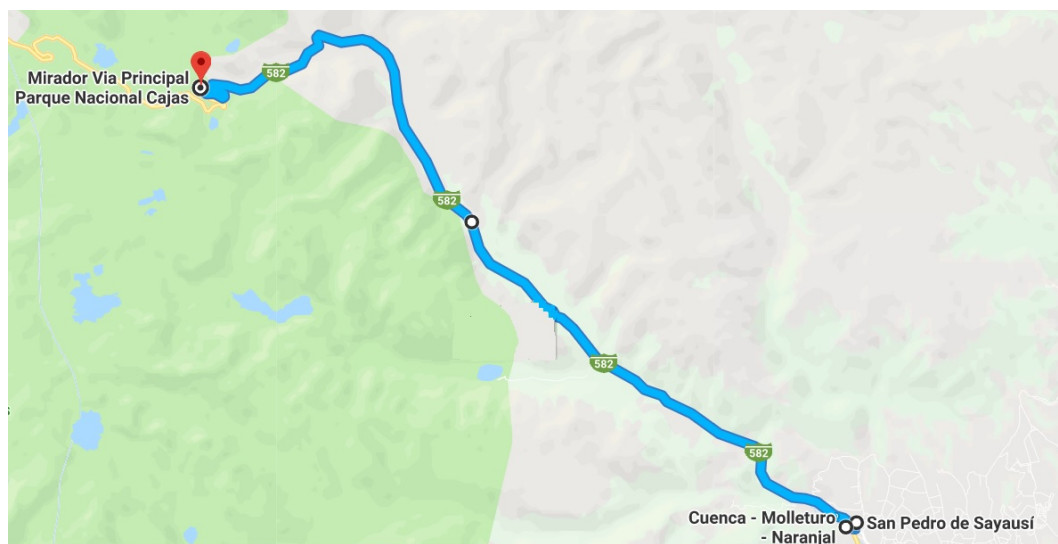 Mirador Via Principal
Parque Nacional Cajas
582
582
582
582
Cuenca - Molleturo
- Naranjal
San Pedro de Sayausí
s